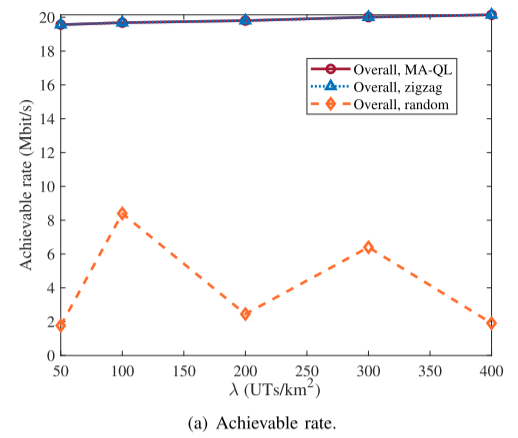 20
18
16
14
12
10
8
6
4
2
0
Achievable rate (Mbit/s)
Overall, MA-QL
Overall, zigzag
Overall, random
50 100 150 200 250 300 350 400
λ (UTs/km²)
(a) Achievable rate.